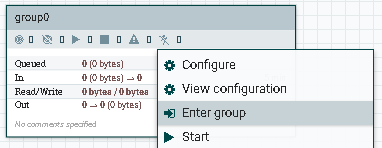 group0
0 0 0 0 0 0
Queued 0 (0 bytes)
In 0 (0 bytes) → 0
Read/Write 0 bytes / 0 bytes
Out 0 → 0 (0 bytes)
No comments specified
Configure
View configuration
Enter group
Start